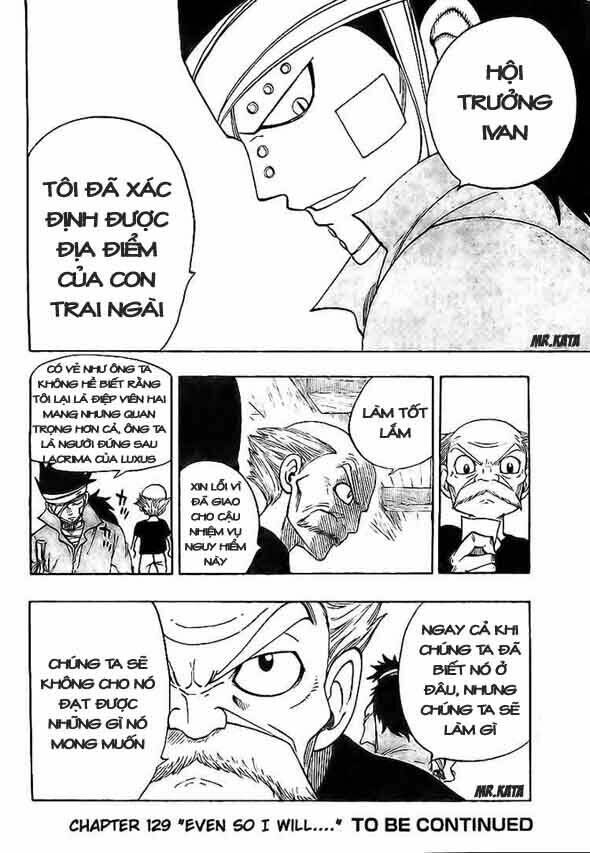 HỘI
TRƯỞNG
IVAN
TÔI ĐÃ XÁC
ĐỊNH ĐƯỢC
ĐỊA ĐIỂM
CỦA CON
TRAI NGÀI
MR.KATA
LÀM TỐT
LẮM
XIN LỖI VÌ
ĐÃ GIAO
CHO CẬU
NHIỆM VỤ
NGUY HIỂM
NÀY
CÓ VẺ NHƯ ÔNG TA
KHÔNG HỀ BIẾT RẰNG
TÔI LẠI LÀ ĐIỆP VIÊN HAI
MANG NHƯNG QUAN
TRỌNG HƠN CẢ, ÔNG TA
LÀ NGƯỜI ĐỨNG SAU
LACRIMA CỦA LUXUS
NGAY CẢ KHI
CHÚNG TA ĐÃ
BIẾT NÓ Ở
ĐÂU, NHƯNG
CHÚNG TA SẼ
LÀM GÌ
CHÚNG TA SẼ
KHÔNG CHO NÓ
ĐẠT ĐƯỢC
NHỮNG GÌ NÓ
MONG MUỐN
MR.KATA
CHAPTER 129 "EVEN SO I WILL...." TO BE CONTINUED